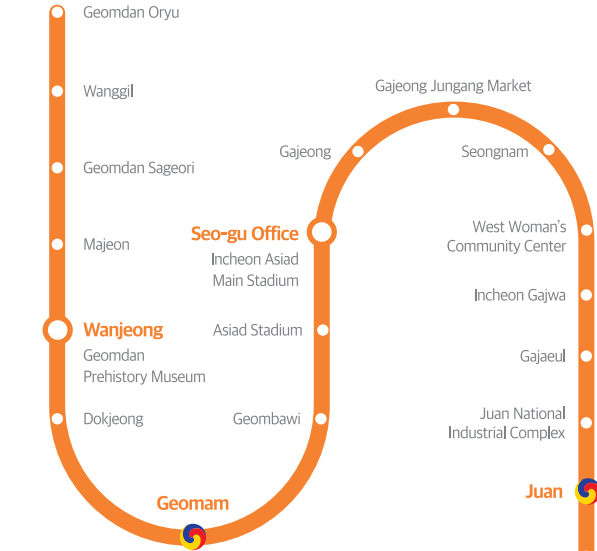 Geomdan Oryu
Wanggil
Geomdan Sageori
Majeon
Wanjeong
Geomdan
Prehistory Museum
Dokjeong
Geomam
Geombawi
Asiad Stadium
Seo-gu Office
Incheon Asiad
Main Stadium
Gajeong
Gajeong Jungang Market
Seongnam
West Woman's
Community Center
Incheon Gajwa
Gajaeul
Juan National
Industrial Complex
Juan